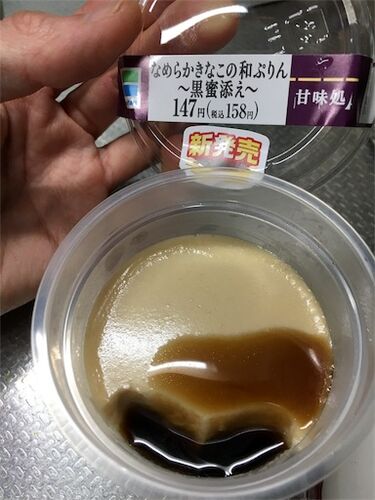 なめらかきなこの和ぷりん
～黒蜜添え～
147円(税込158円)
甘味処
新発売